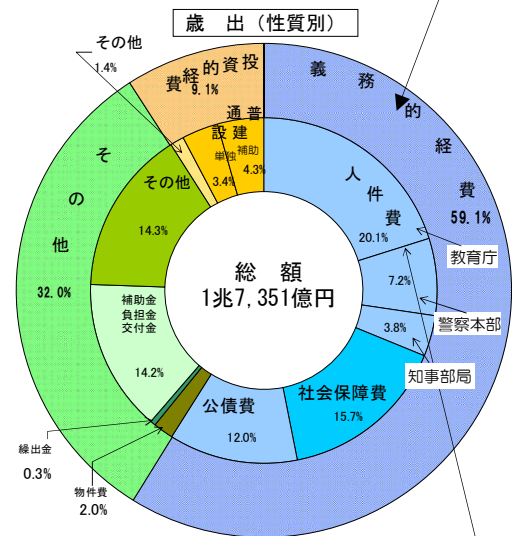 歳 出（性質別）
その他
1.4%
投資的経費
9.1%
義務的経費
59.1%
普通建設
補助
4.3%
単独
3.4%
人件費
20.1%
教育庁
7.2%
警察本部
3.8%
知事部局
社会保障費
15.7%
公債費
12.0%
物件費
2.0%
繰出金
0.3%
補助金
負担金
交付金
14.2%
その他
14.3%
その他
32.0%
総 額
1兆7,351億円